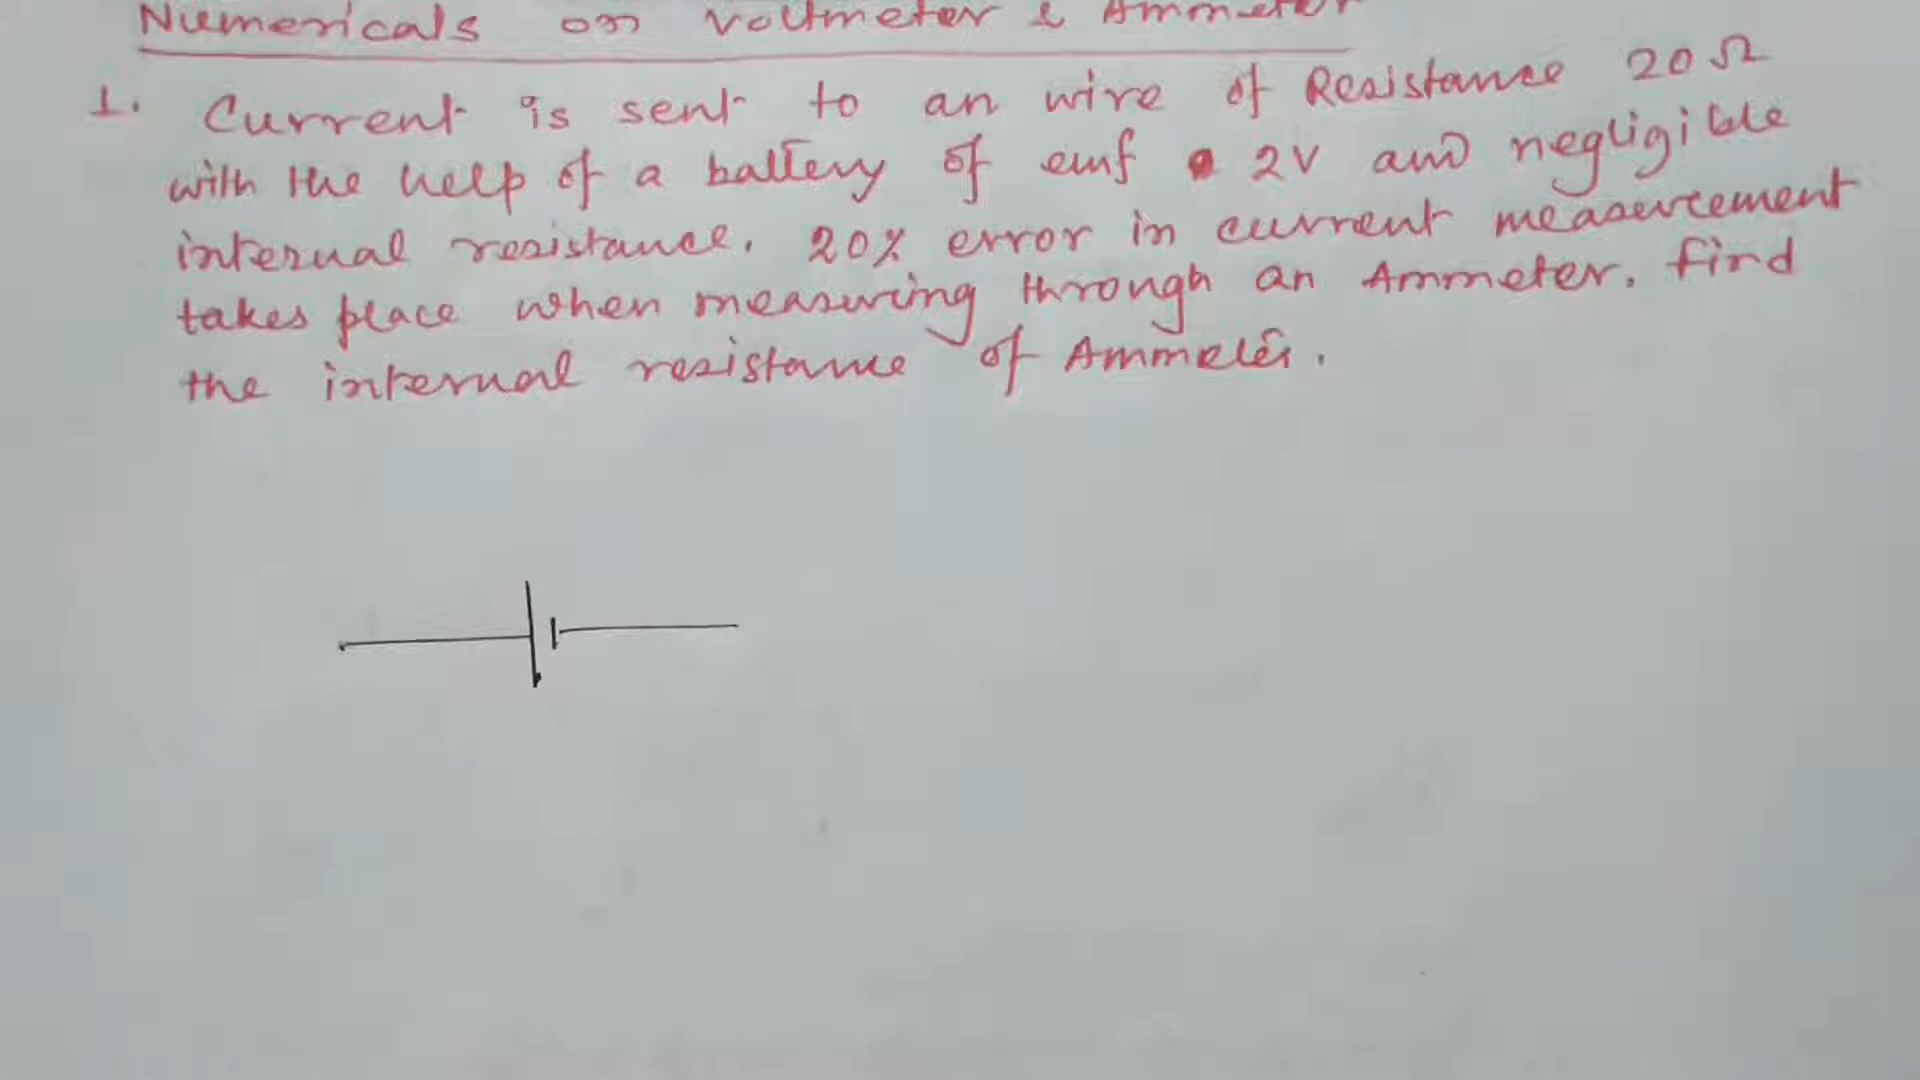 Numericals on Voltmeter & Ammeter
1. Current is sent to an wire of Resistance 20 Ω
with the help of a battery of emf 2V and negligible
internal resistance. 20% error in current measurement
takes place when measuring through an Ammeter. find
the internal resistance of Ammeter.